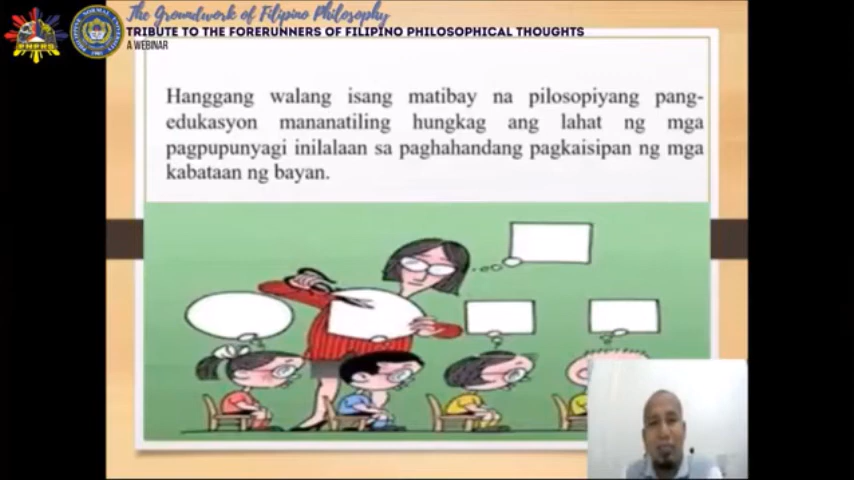 The Groundwork of Filipino Philosophy
TRIBUTE TO THE FORERUNNERS OF FILIPINO PHILOSOPHICAL THOUGHTS
A WEBINAR
Hanggang walang isang matibay na pilosopiyang pang-
edukasyon mananatiling hungkag ang lahat ng mga
pagpupunyagi inilalaan sa paghahandang pagkaisipan ng mga
kabataan ng bayan.